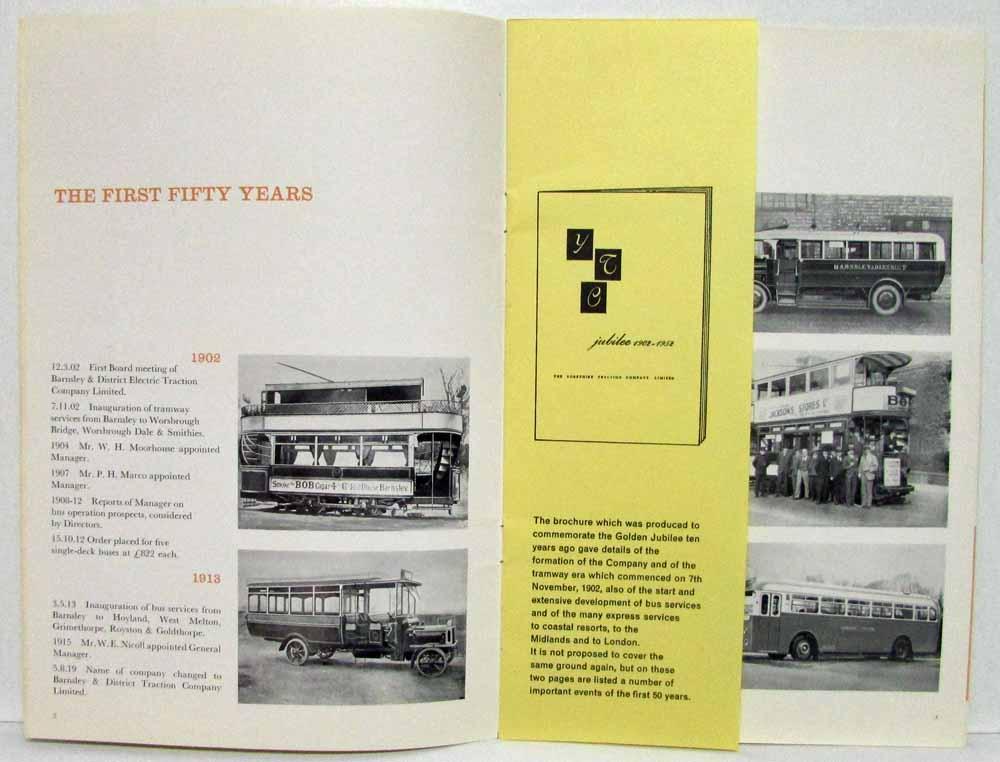 THE FIRST FIFTY YEARS
1902
12.3.02 First Board meeting of
Barnsley & District Electric Traction
Company Limited.
7.11.02 Inauguration of tramway
services from Barnsley to Worsbrough
Bridge, Worsbrough Dale & Smithies.
1904 Mr. W. H. Moorhouse appointed
Manager.
1907 Mr. P. H. Marco appointed
Manager.
1908-12 Reports of Manager on
bus operation prospects, considered
by Directors.
15.10.12 Order placed for five
single-deck buses at £822 each.
1913
3.5.13 Inauguration of bus services from
Barnsley to Hoyland, West Melton,
Grimethorpe, Royston & Goldthorpe.
1915 Mr. W. E. Nicoll appointed General
Manager.
5.8.19 Name of company changed to
Barnsley & District Traction Company
Limited.
2
Smoke BOB Cigar Barnsley
Y
T
C
jubilee 1902-1952
THE YORKSHIRE TRACTION COMPANY LIMITED
The brochure which was produced to
commemorate the Golden Jubilee ten
years ago gave details of the
formation of the Company and of the
tramway era which commenced on 7th
November, 1902, also of the start and
extensive development of bus services
and of the many express services
to coastal resorts, to the
Midlands and to London.
It is not proposed to cover the
same ground again, but on these
two pages are listed a number of
important events of the first 50 years.
BARNSLEY & DISTRICT
JACKSONS STORES LD